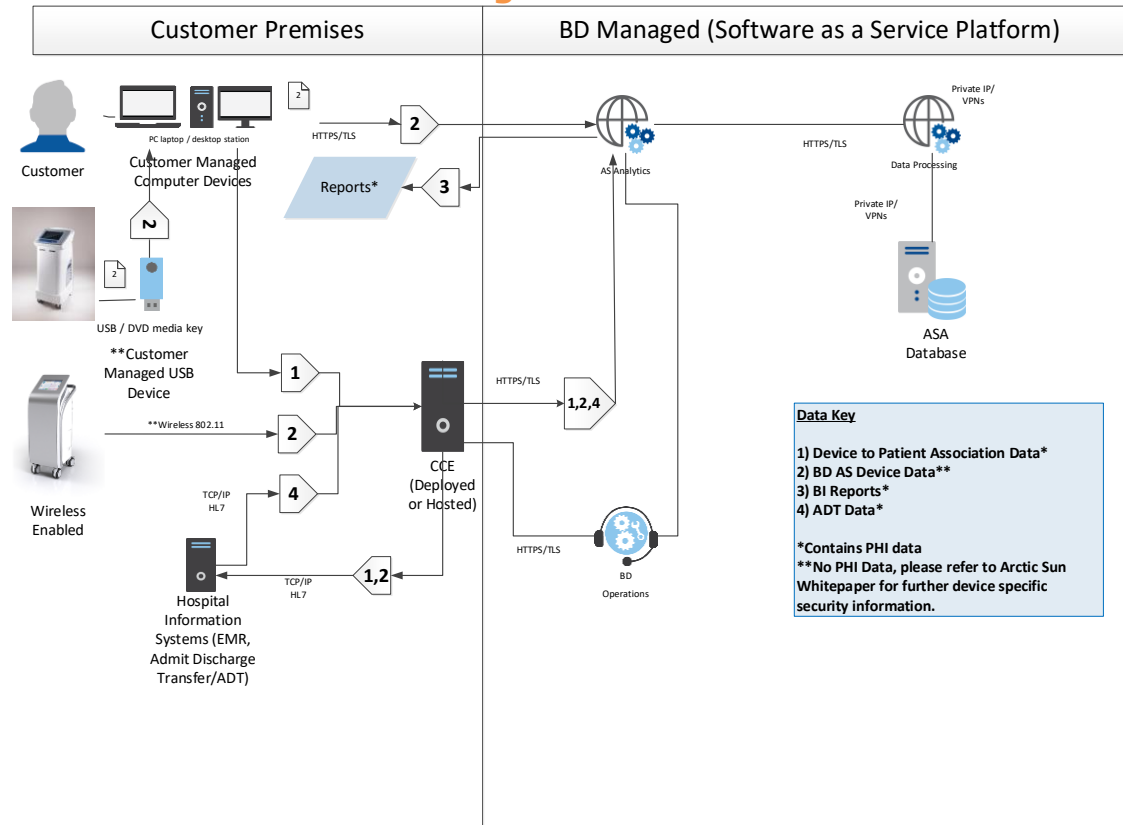 Customer Premises
BD Managed (Software as a Service Platform)
Customer
PC laptop / desktop station
Customer Managed
Computer Devices
2
HTTPS/TLS
2
Reports*
3
AS Analytics
HTTPS/TLS
Private IP/
VPNs
Data Processing
Private IP/
VPNs
ASA
Database
2
2
USB / DVD media key
**Customer
Managed USB
Device
1
**Wireless 802.11
2
Wireless
Enabled
TCP/IP
HL7
4
CCE
(Deployed
or Hosted)
HTTPS/TLS
1,2,4
HTTPS/TLS
BD
Operations
TCP/IP
HL7
1,2
Hospital
Information
Systems (EMR,
Admit Discharge
Transfer/ADT)
Data Key
1) Device to Patient Association Data*
2) BD AS Device Data**
3) BI Reports*
4) ADT Data*
*Contains PHI data
**No PHI Data, please refer to Arctic Sun
Whitepaper for further device specific
security information.